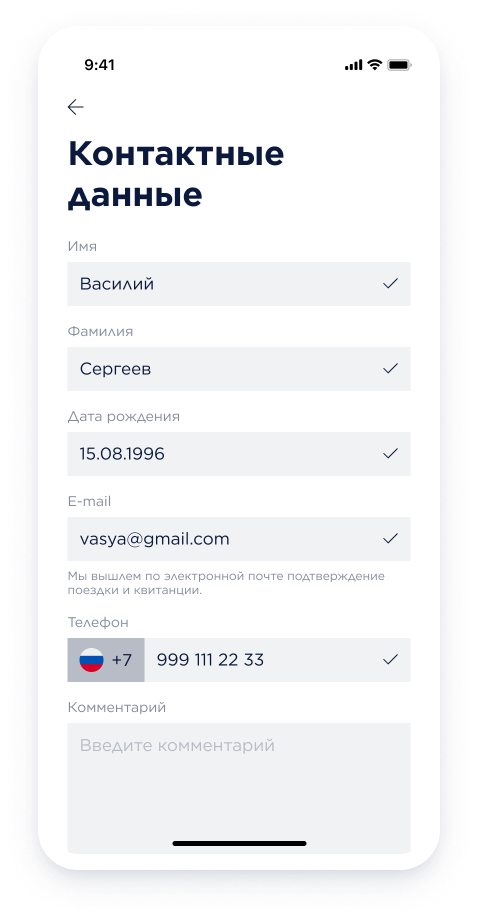 9:41
Контактные
данные
Имя
Василий
Фамилия
Сергеев
Дата рождения
15.08.1996
E-mail
vasya@gmail.com
Мы вышлем по электронной почте подтверждение
поездки и квитанции.
Телефон
+7 999 111 22 33
Комментарий
Введите комментарий